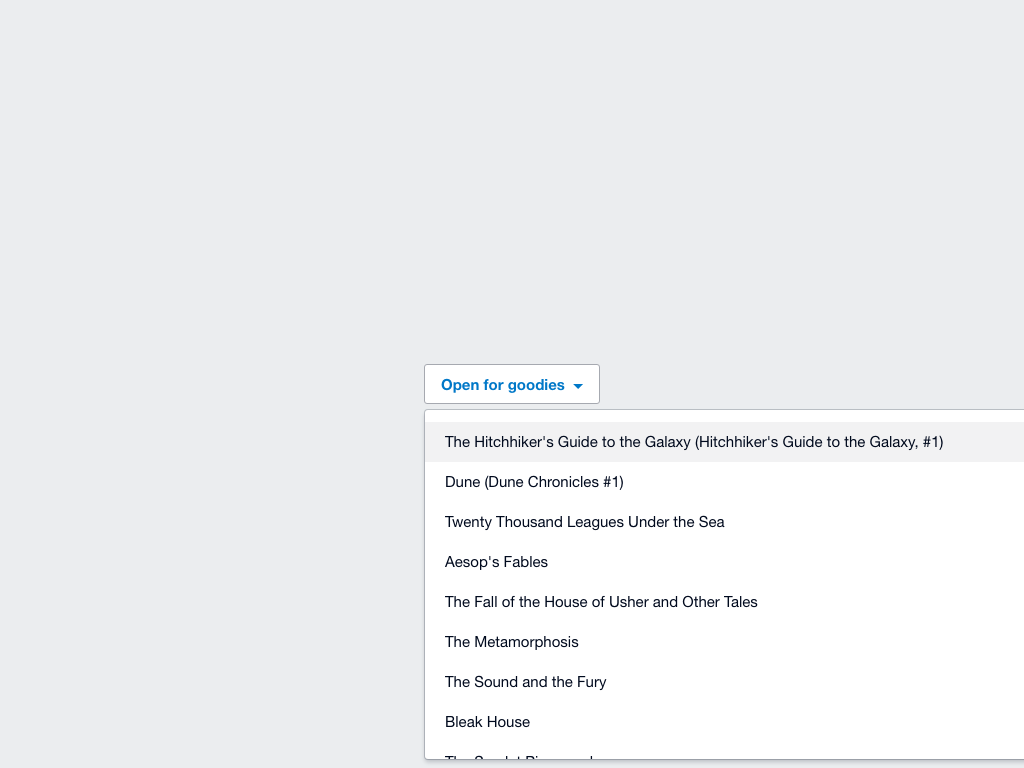 Open for goodies
The Hitchhiker's Guide to the Galaxy (Hitchhiker's Guide to the Galaxy, #1)
Dune (Dune Chronicles #1)
Twenty Thousand Leagues Under the Sea
Aesop's Fables
The Fall of the House of Usher and Other Tales
The Metamorphosis
The Sound and the Fury
Bleak House